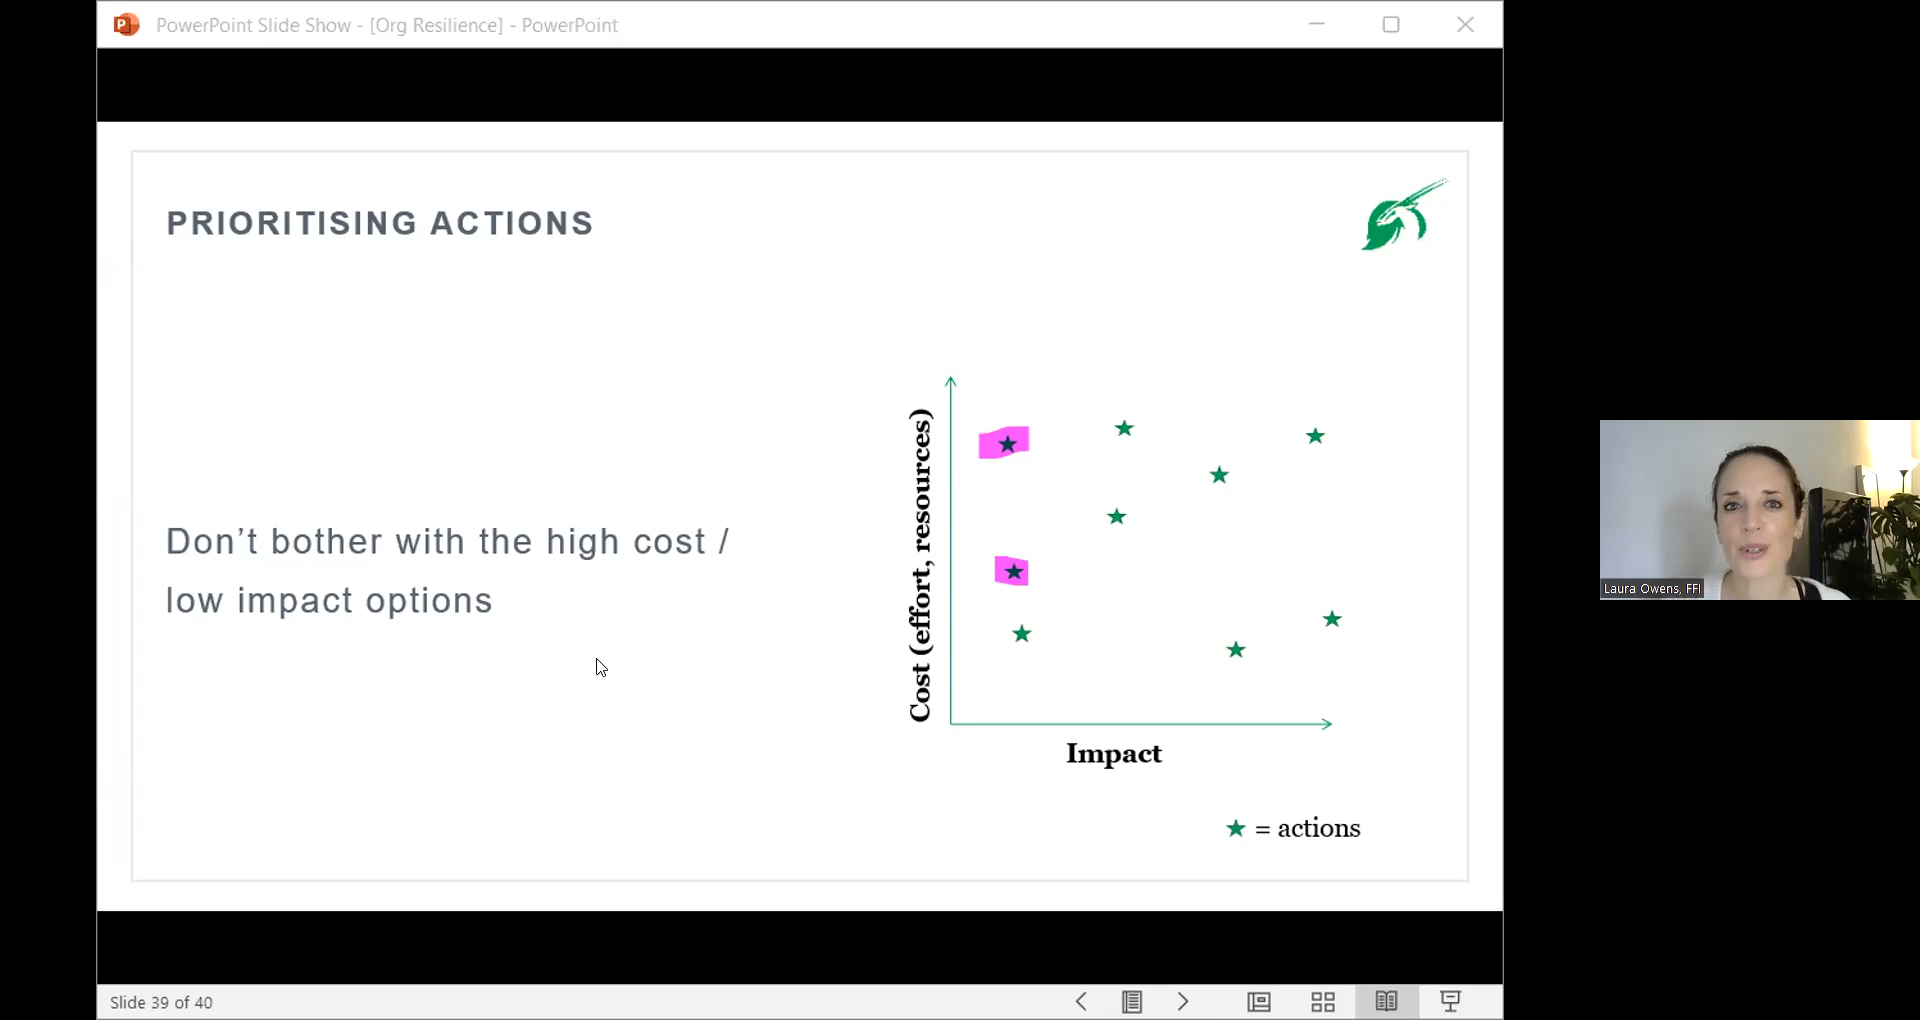 PowerPoint Slide Show - [Org Resilience] - PowerPoint
PRIORITISING ACTIONS
Don’t bother with the high cost /
low impact options
Cost (effort, resources)
Impact
= actions
Laura Owens, FFI
Slide 39 of 40